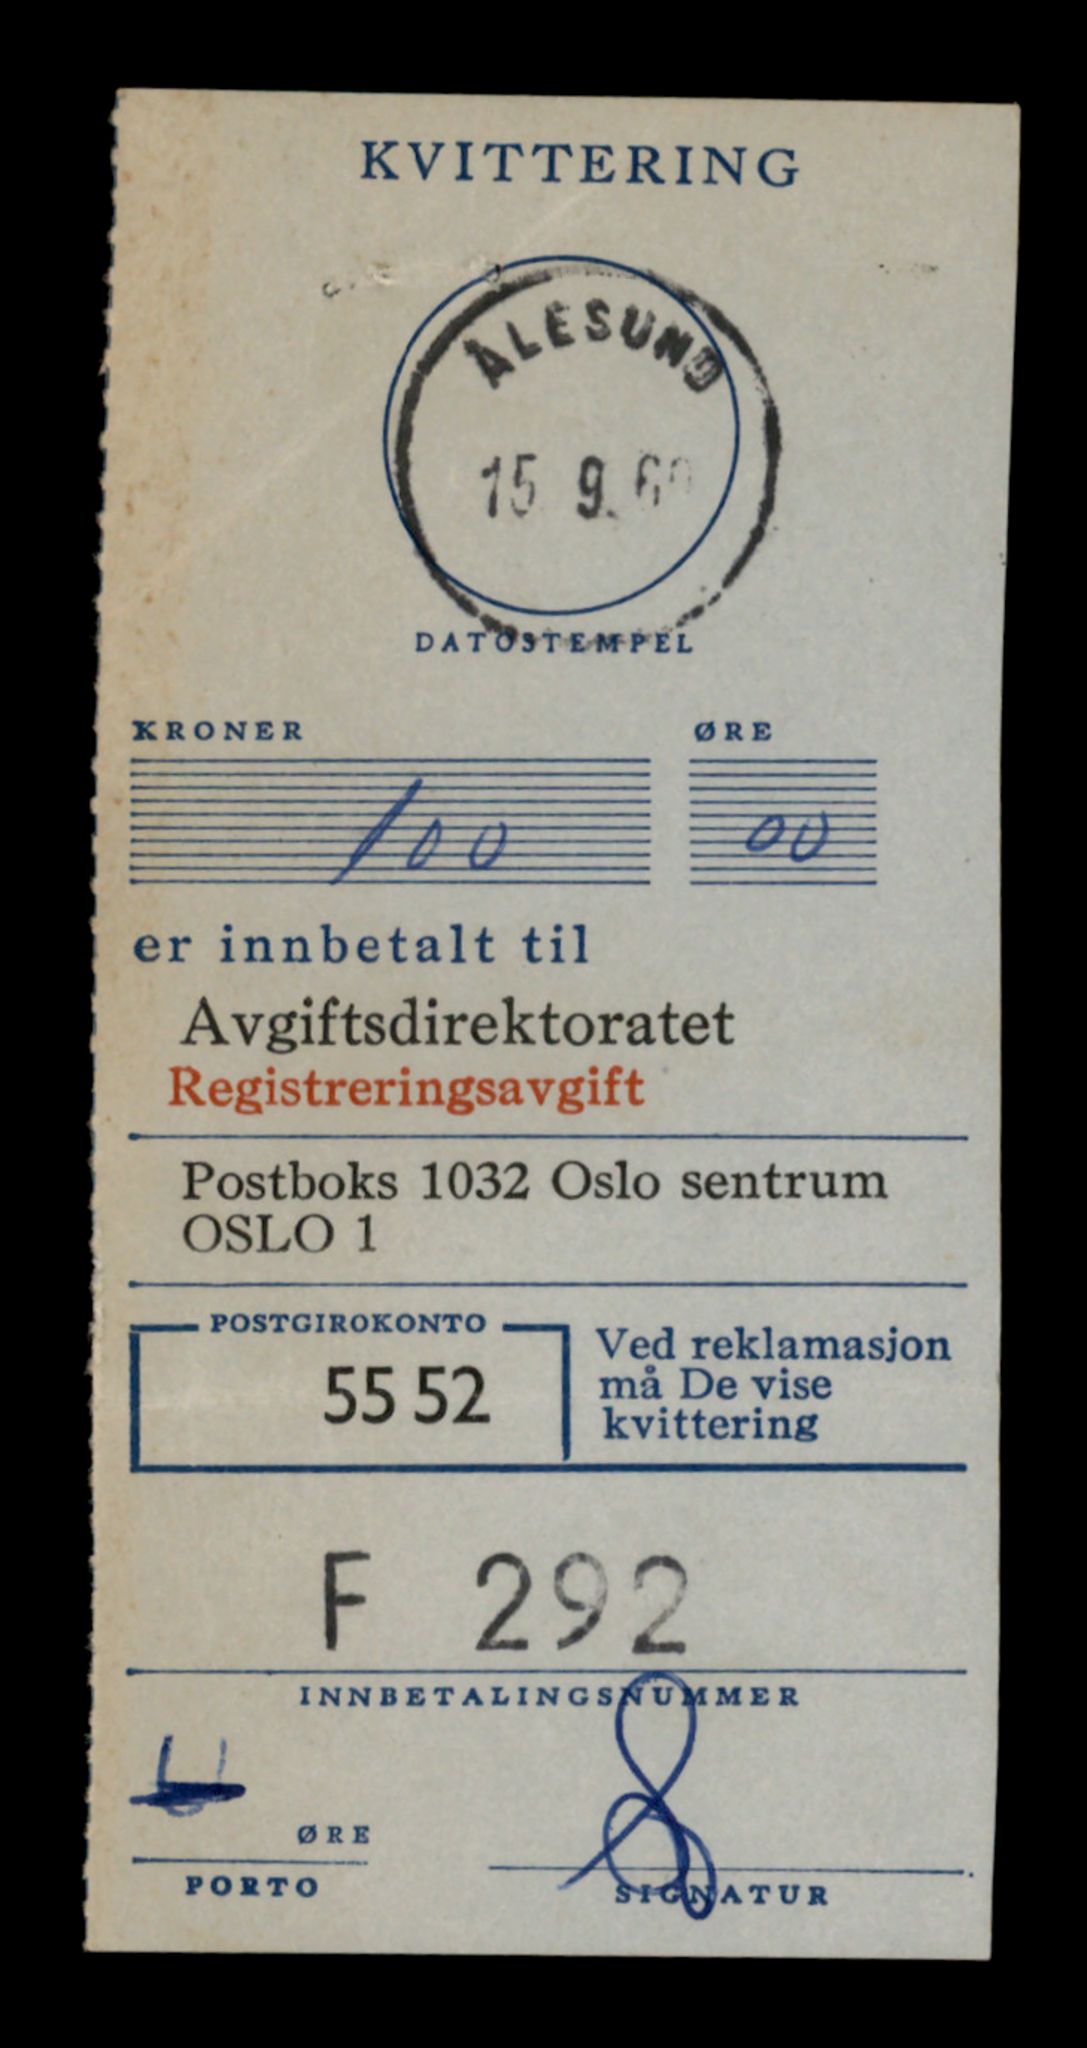 KVITTERING
ÅLESUND
15 9. 6
DATOSTEMPEL
KRONER ØRE
100 00
er innbetalt til
Avgiftsdirektoratet
Registreringsavgift
Postboks 1032 Oslo sentrum
OSLO 1
POSTGIROKONTO
55 52
Ved reklamasjon
må De vise
kvittering
F 292
INNBETALINGSNUMMER
ØRE
PORTO
SIGNATUR